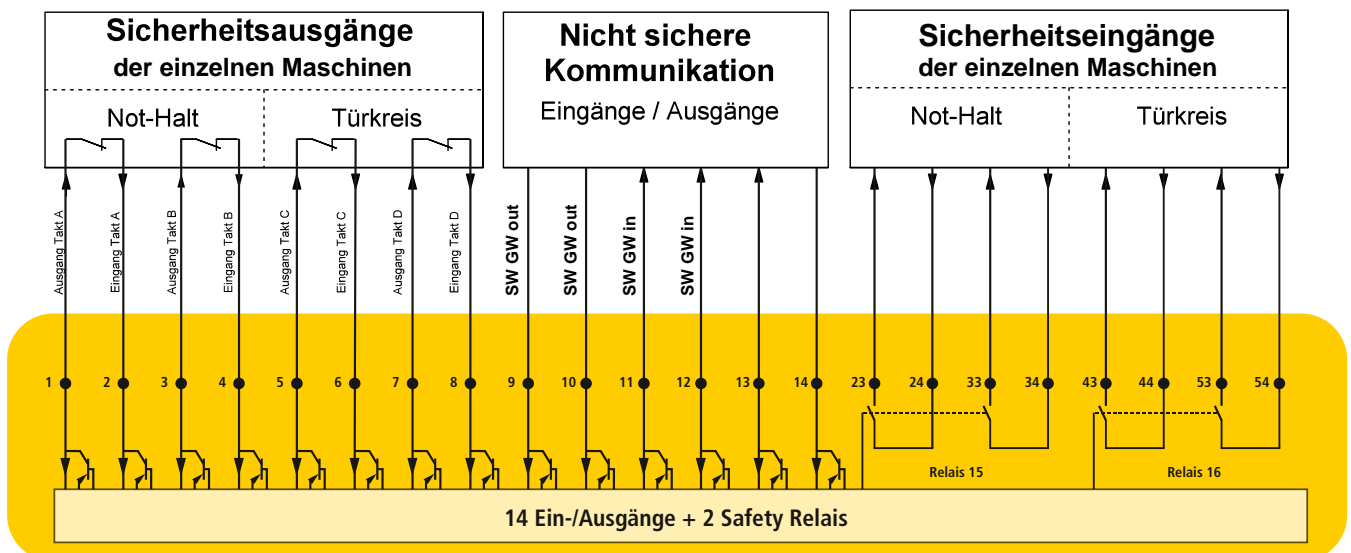 Sicherheitsausgänge
der einzelnen Maschinen
Not-Halt
Türkreis
Nicht sichere
Kommunikation
Eingänge / Ausgänge
Sicherheitseingänge
der einzelnen Maschinen
Not-Halt
Türkreis
Ausgang Takt A
Eingang Takt A
Ausgang Takt B
Eingang Takt B
Ausgang Takt C
Eingang Takt C
Ausgang Takt D
Eingang Takt D
SW GW out
SW GW out
SW GW in
SW GW in
1
2
3
4
5
6
7
8
9
10
11
12
13
14
23
24
33
34
43
44
53
54
Relais 15
Relais 16
14 Ein-/Ausgänge + 2 Safety Relais